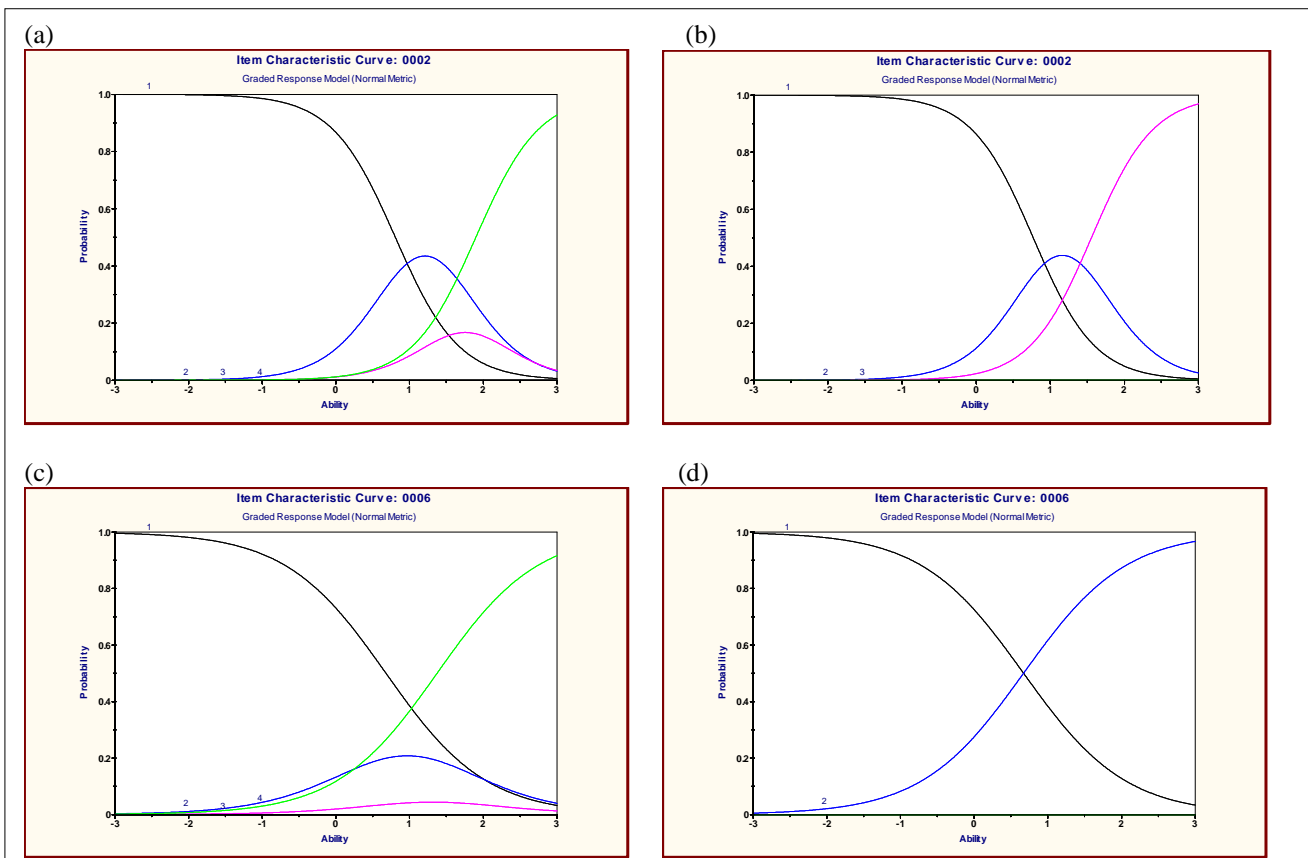 (a)
Item Characteristic Curve: 0002
Graded Response Model (Normal Metric)
1
1.0
0.8
0.6
0.4
0.2
0
Probability
2 3 4
-3 -2 -1 0 1 2 3
Ability
(b)
Item Characteristic Curve: 0002
Graded Response Model (Normal Metric)
1
1.0
0.8
0.6
0.4
0.2
0
Probability
2 3
-3 -2 -1 0 1 2 3
Ability
(c)
Item Characteristic Curve: 0006
Graded Response Model (Normal Metric)
1
1.0
0.8
0.6
0.4
0.2
0
Probability
2 3 4
-3 -2 -1 0 1 2 3
Ability
(d)
Item Characteristic Curve: 0006
Graded Response Model (Normal Metric)
1
1.0
0.8
0.6
0.4
0.2
0
Probability
2
-3 -2 -1 0 1 2 3
Ability